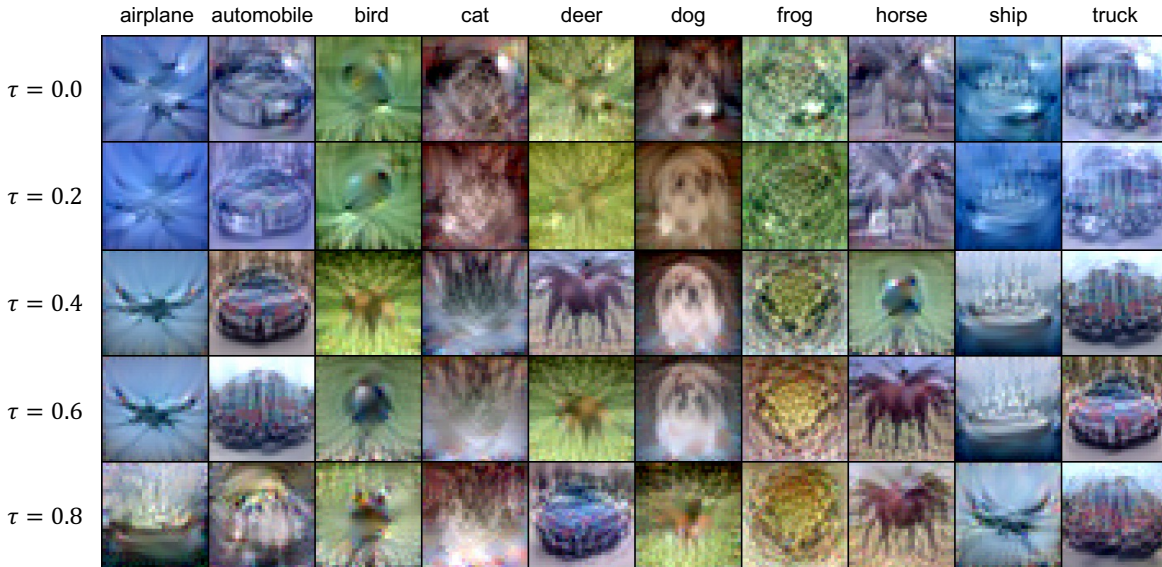 airplane automobile bird cat deer dog frog horse ship truck
τ = 0.0
τ = 0.2
τ = 0.4
τ = 0.6
τ = 0.8